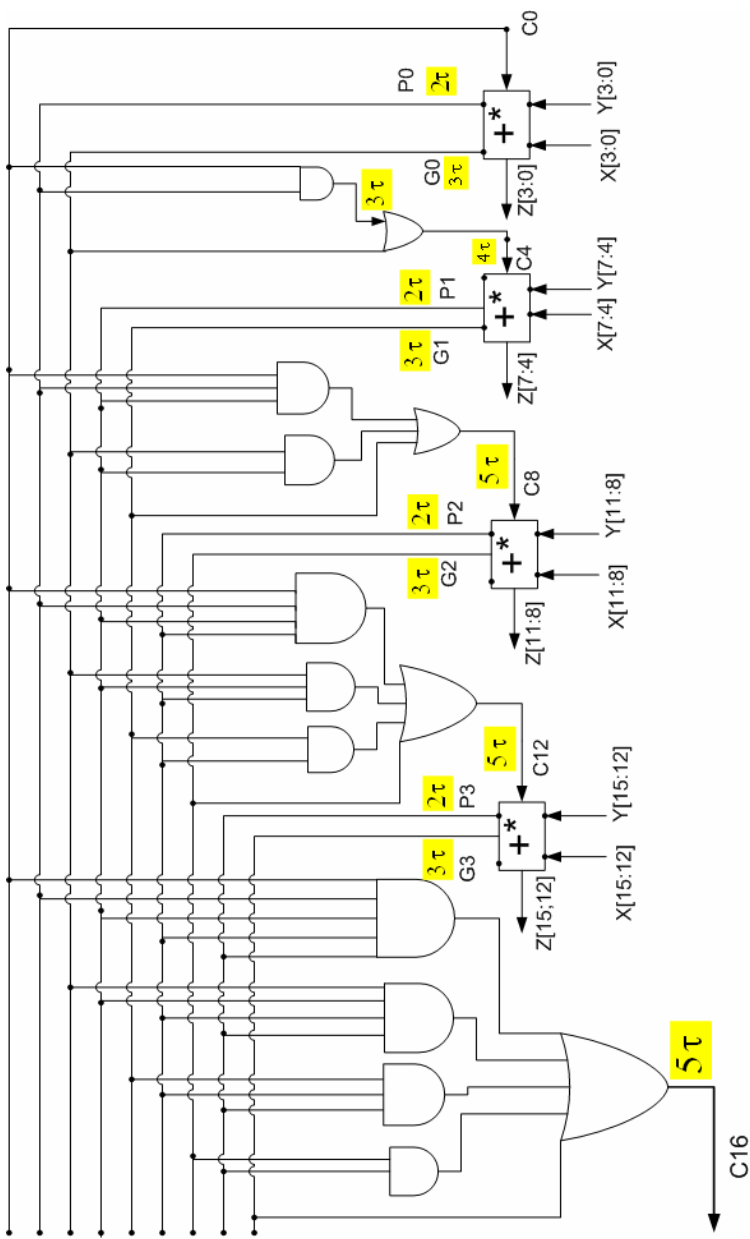 C0
P0
2τ
+*
Y[3:0]
X[3:0]
G0
3τ
Z[3:0]
3τ
4τ
C4
2τ
P1
+*
Y[7:4]
X[7:4]
3τ
G1
Z[7:4]
5τ
C8
2τ
P2
+*
Y[11:8]
X[11:8]
3τ
G2
Z[11:8]
5τ
C12
2τ
P3
+*
Y[15:12]
X[15:12]
3τ
G3
Z[15;12]
5τ
C16